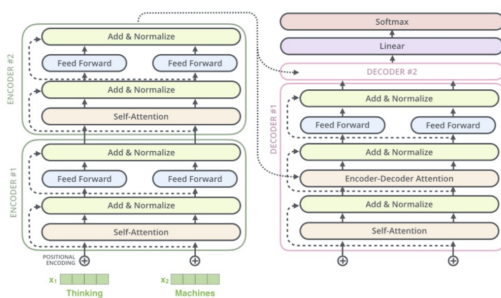 ENCODER #2
Add & Normalize
Feed Forward Feed Forward
Add & Normalize
Self-Attention
ENCODER #1
Add & Normalize
Feed Forward Feed Forward
Add & Normalize
Self-Attention
POSITIONAL
ENCODING
x₁ x₂
Thinking Machines
Softmax
Linear
DECODER #2
DECODER #1
Add & Normalize
Feed Forward Feed Forward
Add & Normalize
Encoder-Decoder Attention
Add & Normalize
Self-Attention